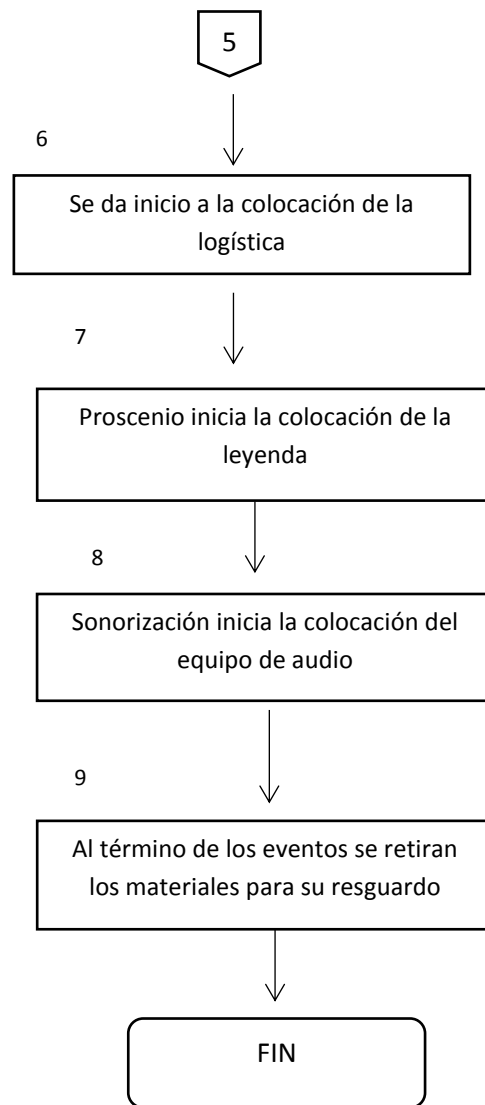 5
6
Se da inicio a la colocación de la
logística
7
Proscenio inicia la colocación de la
leyenda
8
Sonorización inicia la colocación del
equipo de audio
9
Al término de los eventos se retiran
los materiales para su resguardo
FIN